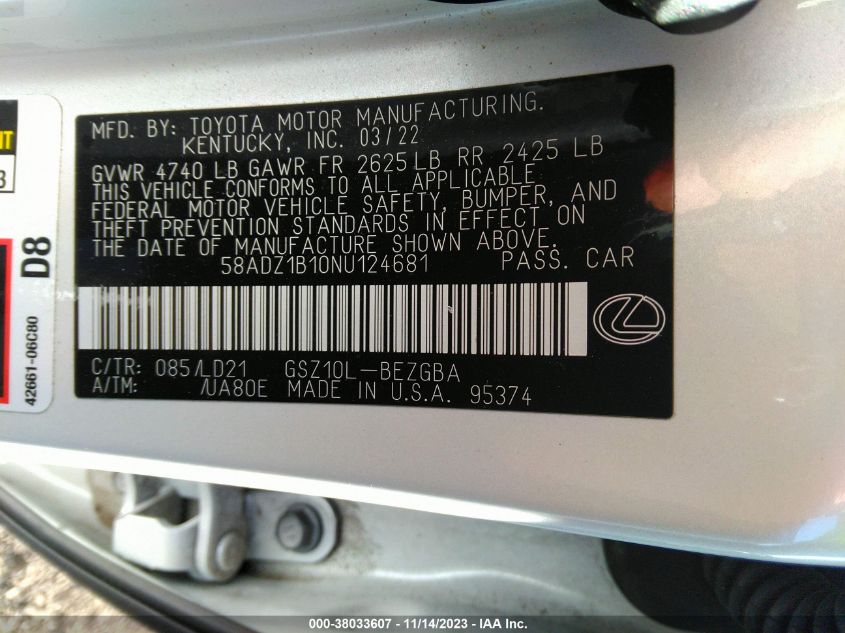 MFD. BY: TOYOTA MOTOR MANUFACTURING.
KENTUCKY, INC. 03/22
GVWR 4740 LB GAWR FR 2625 LB RR 2425 LB
THIS VEHICLE CONFORMS TO ALL APPLICABLE
FEDERAL MOTOR VEHICLE SAFETY, BUMPER, AND
THEFT PREVENTION STANDARDS IN EFFECT ON
THE DATE OF MANUFACTURE SHOWN ABOVE.
58ADZ1B10NU124681 PASS. CAR
C/TR: 085/LD21 GSZ10L-BEZGBA
A/TM: /UA80E MADE IN U.S.A. 95374
D8
42661-06C80
000-38033607 - 11/14/2023 - IAA Inc.